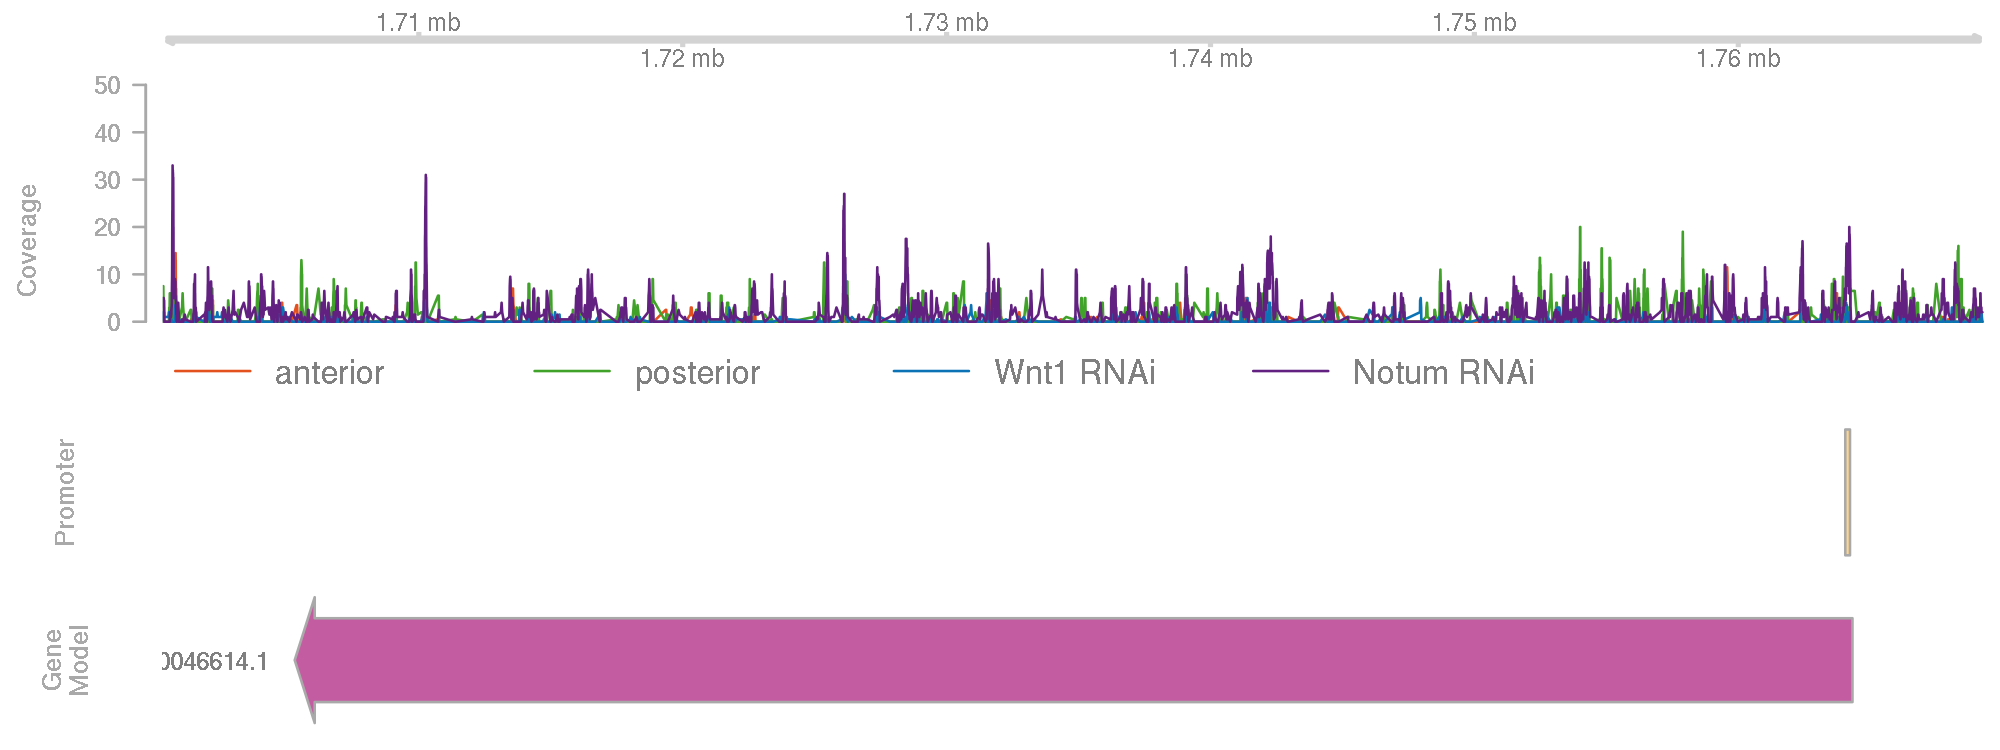 1.71 mb 1.73 mb 1.75 mb
1.72 mb 1.74 mb 1.76 mb
50
40
30
20
10
0
Coverage
anterior posterior Wnt1 RNAi Notum RNAi
Promoter
Gene
Model
0046614.1